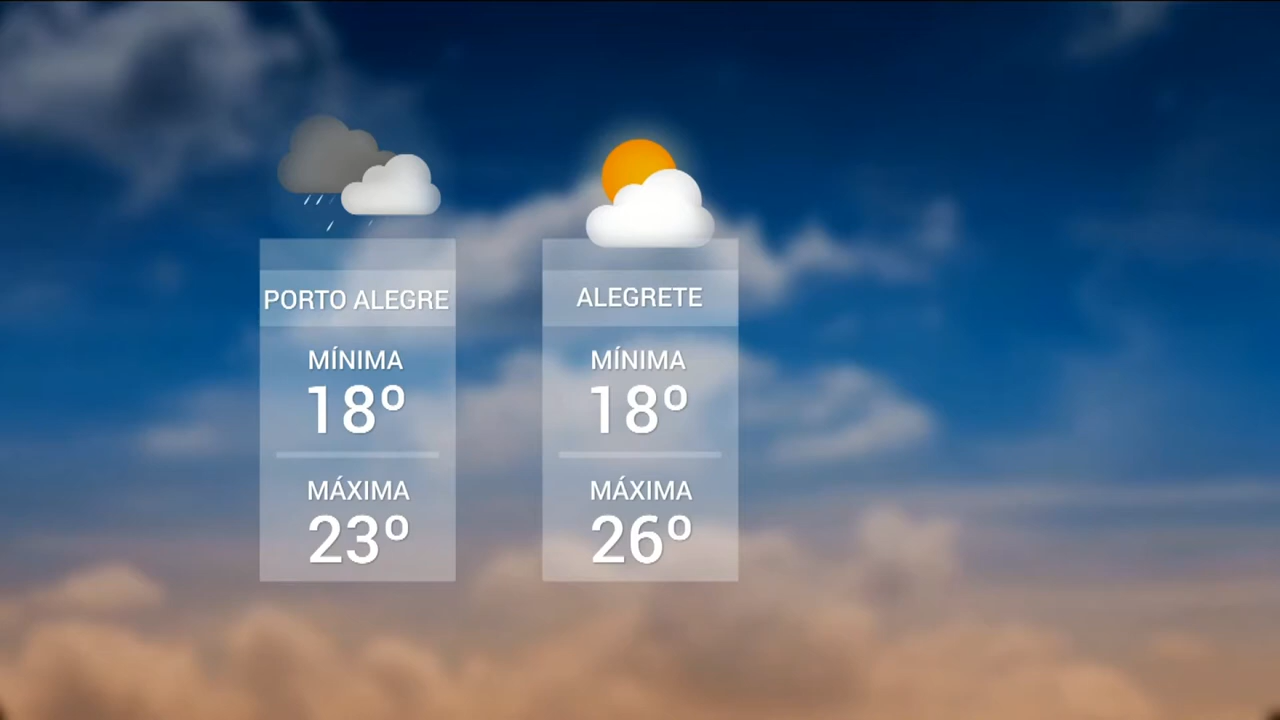 PORTO ALEGRE
MÍNIMA
18º
MÁXIMA
23º
ALEGRETE
MÍNIMA
18º
MÁXIMA
26º